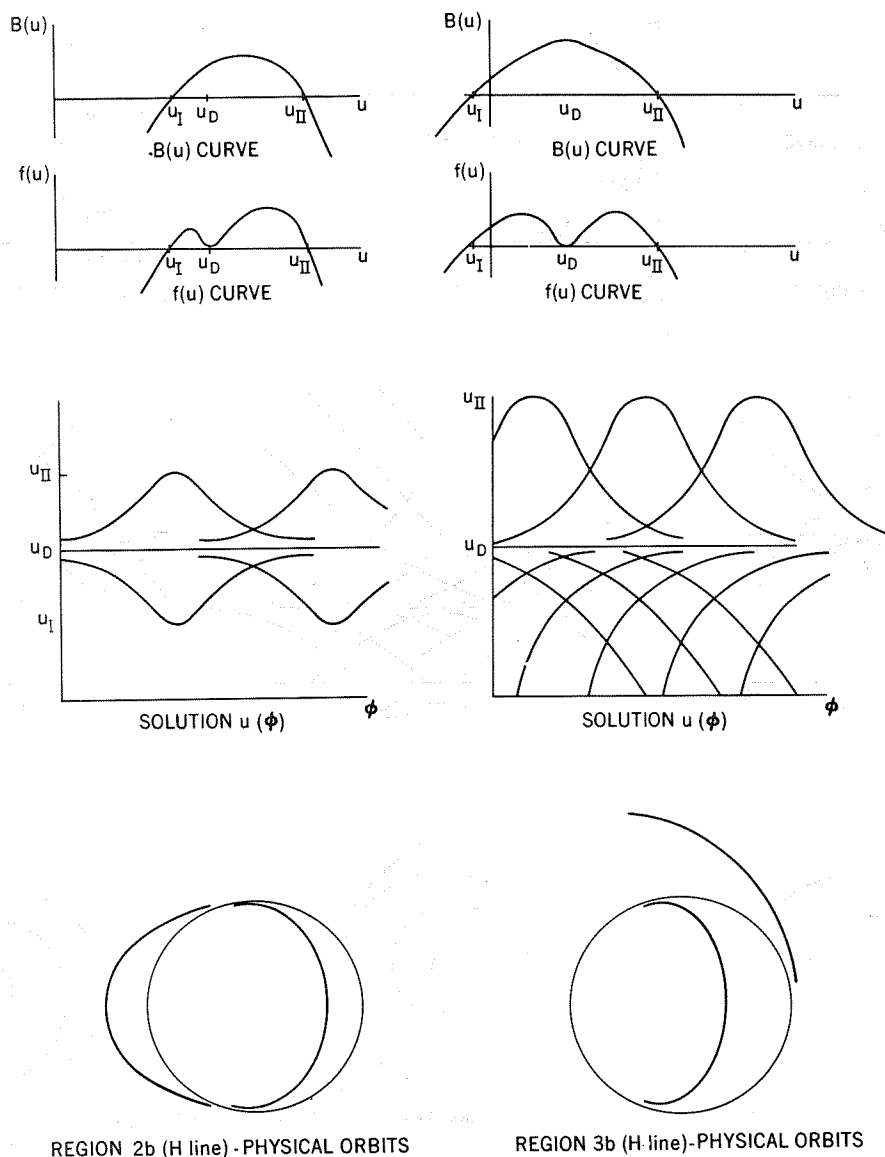 B(u)
u_I u_D u_II u
B(u) CURVE
f(u)
u_I u_D u_II u
f(u) CURVE
B(u)
u_I u_D u_II u
B(u) CURVE
f(u)
u_I u_D u_II u
f(u) CURVE
u_II
u_D
u_I
ϕ
SOLUTION u (ϕ)
u_II
u_D
ϕ
SOLUTION u (ϕ)
REGION 2b (H line) - PHYSICAL ORBITS
REGION 3b (H line)-PHYSICAL ORBITS